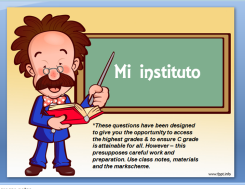 Mi instituto
"These questions have been designed
to give you the opportunity to access
the highest grades & to ensure C grade
is attainable for all. However – this
presupposes careful work and
preparation. Use class notes, materials
and the markscheme.
www.fppt.info